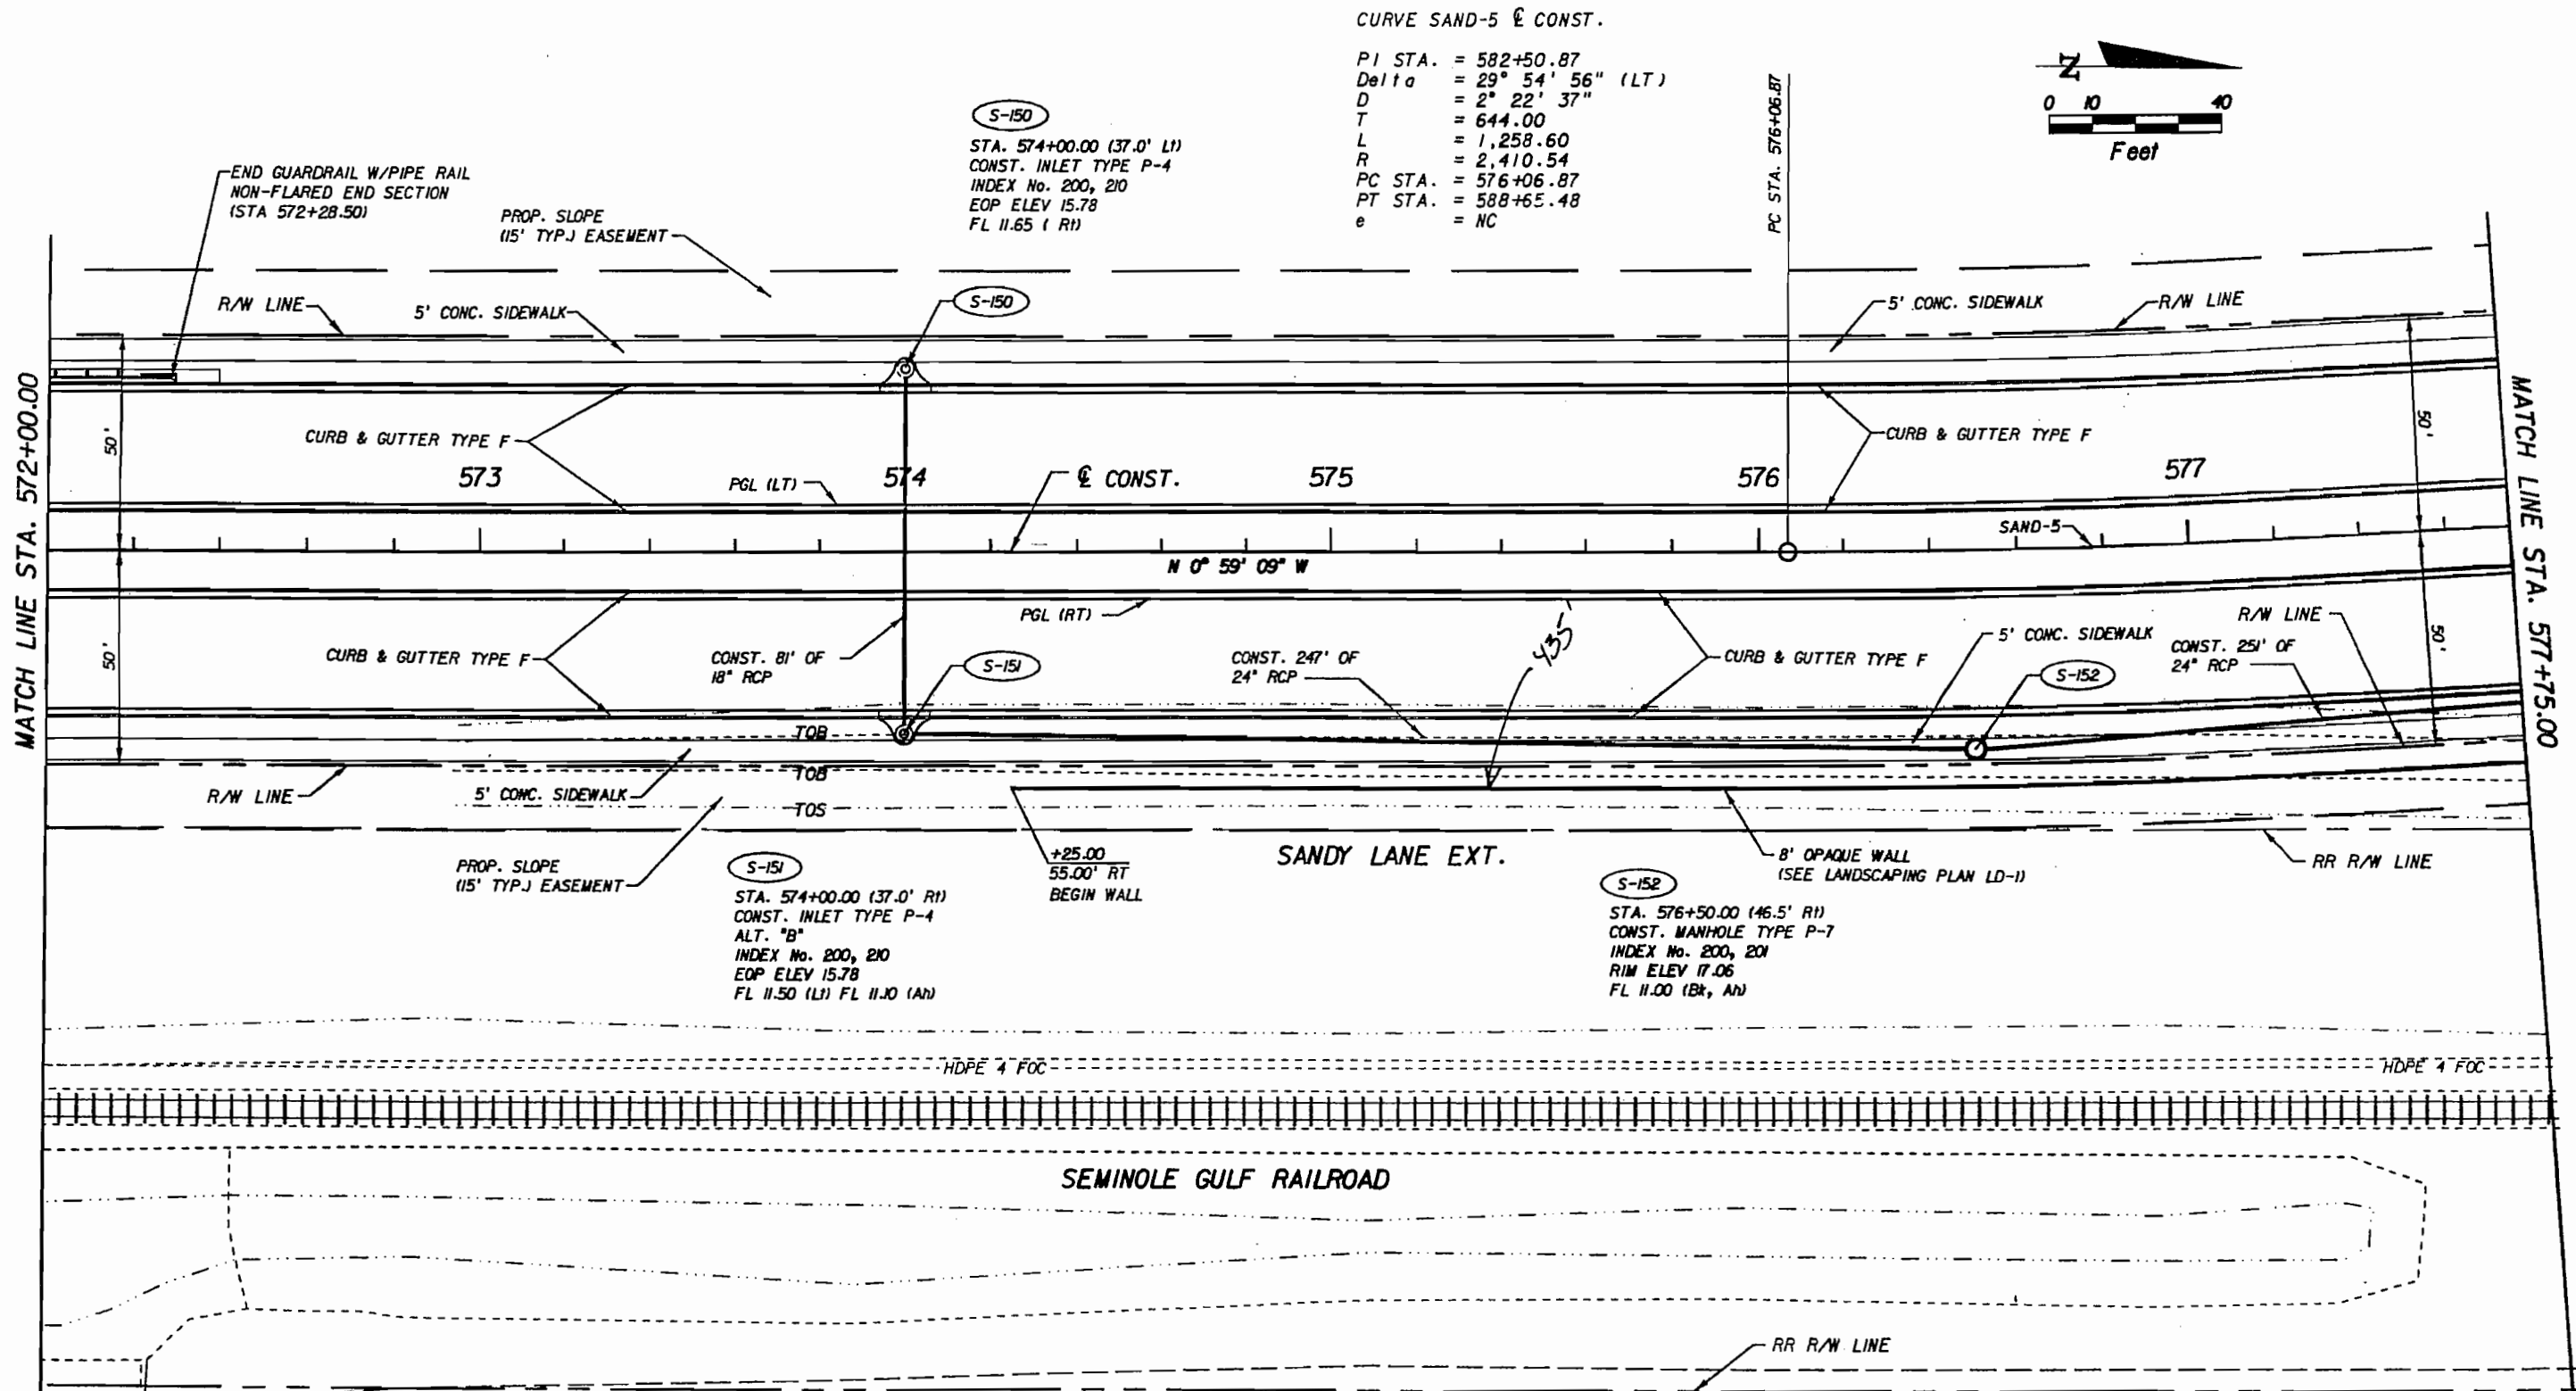 CURVE SAND-5 ℄ CONST.
PI STA. = 582+50.87
Delta = 29° 54' 56" (LT)
D = 2° 22' 37"
T = 644.00
L = 1,258.60
R = 2,410.54
PC STA. = 576+06.87
PT STA. = 588+65.48
e = NC
PC STA. 576+06.87
N
0 10 40
Feet
S-150
STA. 574+00.00 (37.0' Lt)
CONST. INLET TYPE P-4
INDEX No. 200, 210
EOP ELEV 15.78
FL 11.65 ( Rt)
END GUARDRAIL W/PIPE RAIL
NON-FLARED END SECTION
(STA 572+28.50)
PROP. SLOPE
(15' TYP.) EASEMENT
R/W LINE
5' CONC. SIDEWALK
S-150
5' CONC. SIDEWALK
R/W LINE
MATCH LINE STA. 572+00.00
MATCH LINE STA. 577+75.00
50'
50'
CURB & GUTTER TYPE F
CURB & GUTTER TYPE F
573
PGL (LT)
574
℄ CONST.
575
576
577
SAND-5
N 0° 59' 09" W
PGL (RT)
50'
50'
CURB & GUTTER TYPE F
CONST. 81' OF
18" RCP
S-151
CONST. 247' OF
24" RCP
435'
CURB & GUTTER TYPE F
5' CONC. SIDEWALK
R/W LINE
CONST. 251' OF
24" RCP
S-152
TOB
TOB
TOS
R/W LINE
5' CONC. SIDEWALK
PROP. SLOPE
(15' TYP.) EASEMENT
S-151
STA. 574+00.00 (37.0' Rt)
CONST. INLET TYPE P-4
ALT. "B"
INDEX No. 200, 210
EOP ELEV 15.78
FL 11.50 (Lt) FL 11.10 (Ah)
+25.00
55.00' RT
BEGIN WALL
SANDY LANE EXT.
8' OPAQUE WALL
(SEE LANDSCAPING PLAN LD-1)
RR R/W LINE
S-152
STA. 576+50.00 (46.5' Rt)
CONST. MANHOLE TYPE P-7
INDEX No. 200, 201
RIM ELEV 17.06
FL 11.00 (Bk, Ah)
HDPE 4 FOC
HDPE 4 FOC
SEMINOLE GULF RAILROAD
RR R/W LINE